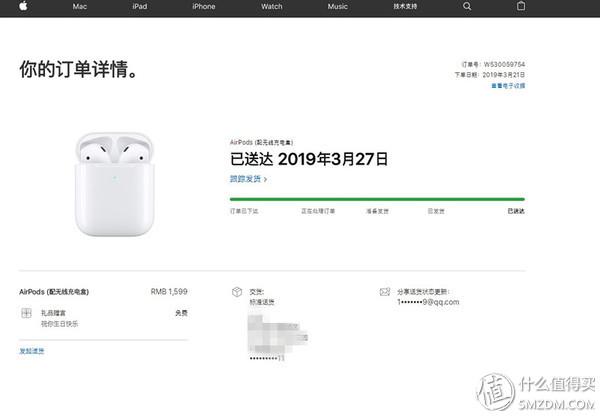 Mac iPad iPhone Watch Music 技术支持
你的订单详情。
订单号: W530059754
下单日期: 2019年3月21日
查看电子收据
AirPods (配无线充电盒)
已送达 2019年3月27日
跟踪发货 >
订单已下达 正在处理订单 准备发货 已发货 已送达
AirPods (配无线充电盒) RMB 1,599
礼品赠言 免费
祝你生日快乐
发起退货
交货:
标准送货
•••••••••11
分享送货状态更新:
1•••••••9@qq.com
值 什么值得买
SMZDM.COM